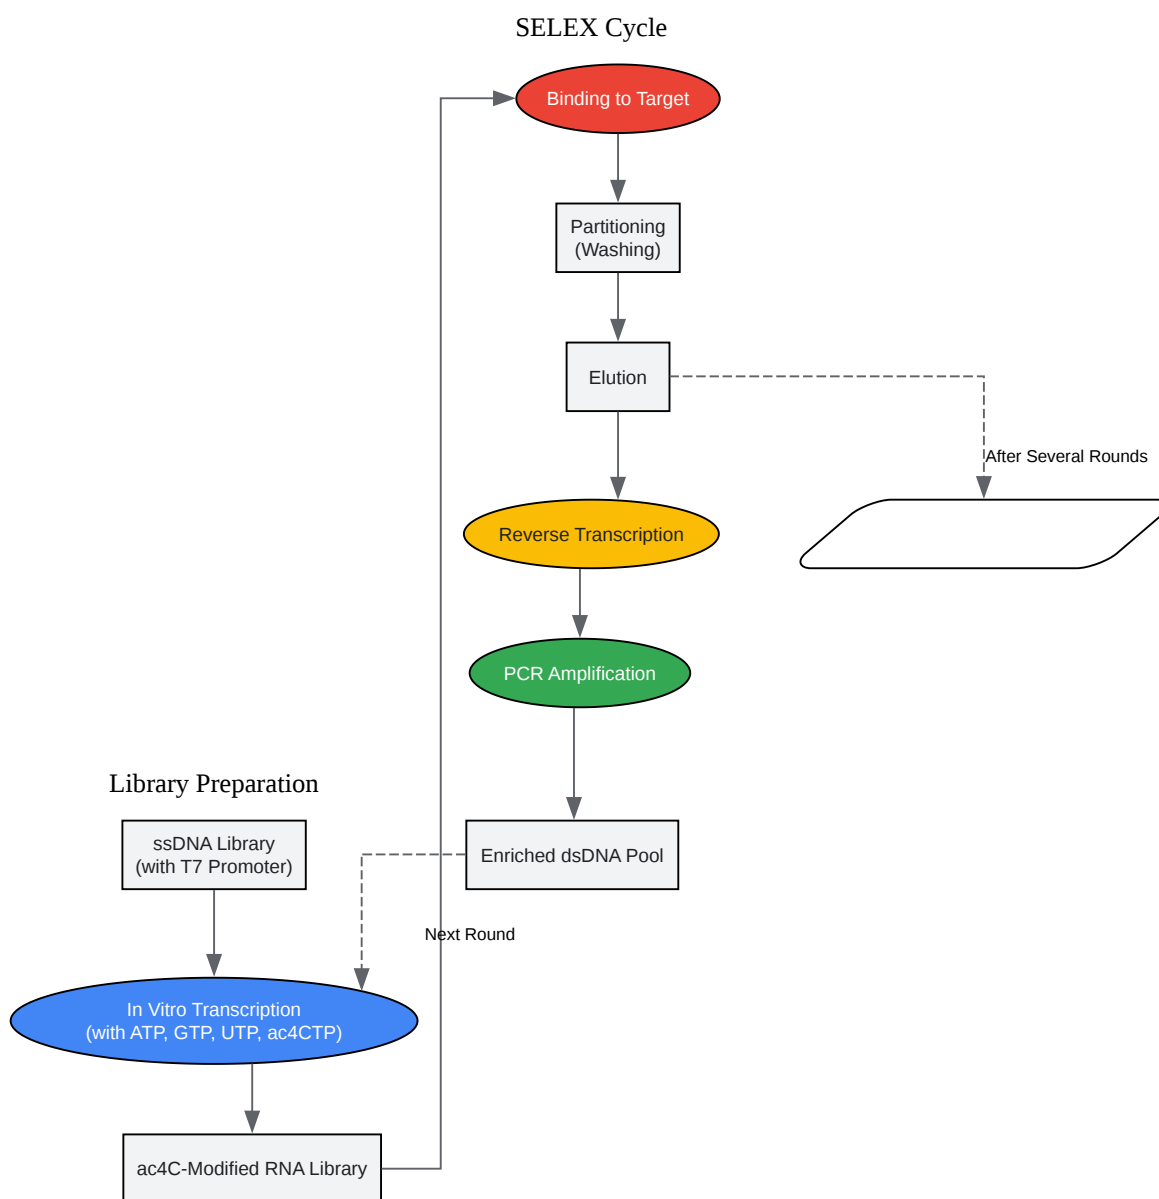 SELEX Cycle
Binding to Target
Partitioning
(Washing)
Elution
After Several Rounds
Reverse Transcription
PCR Amplification
Library Preparation
ssDNA Library
(with T7 Promoter)
Enriched dsDNA Pool
Next Round
In Vitro Transcription
(with ATP, GTP, UTP, ac4CTP)
ac4C-Modified RNA Library